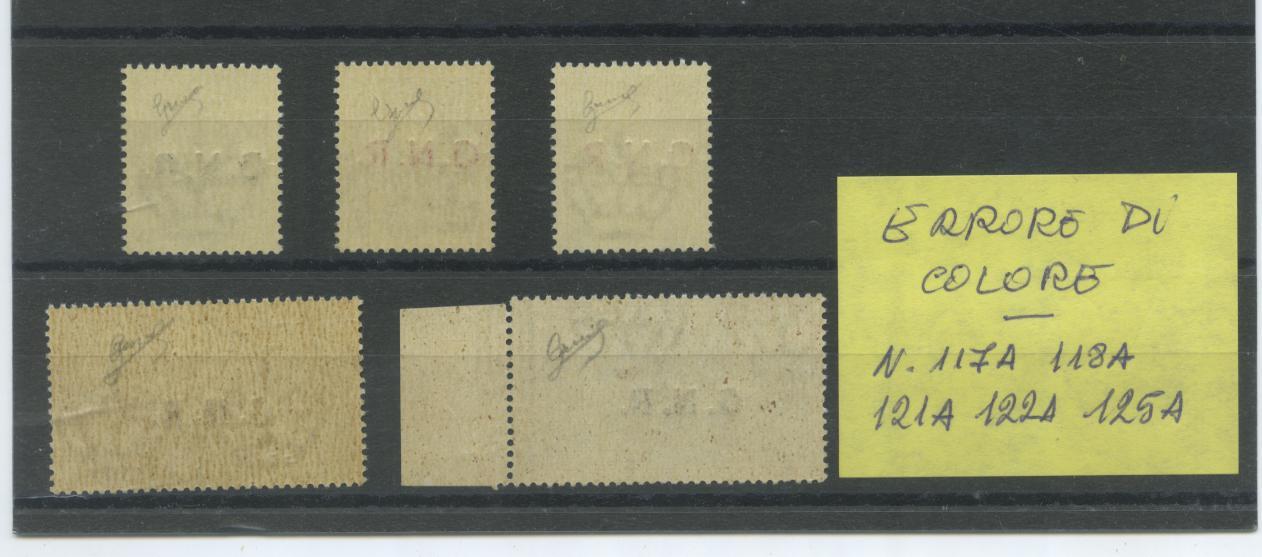 G.N.R.
G.N.R.
G.N.R.
G.N.R.
ERRORE DI
COLORE
N. 117A 118A
121A 122A 125A